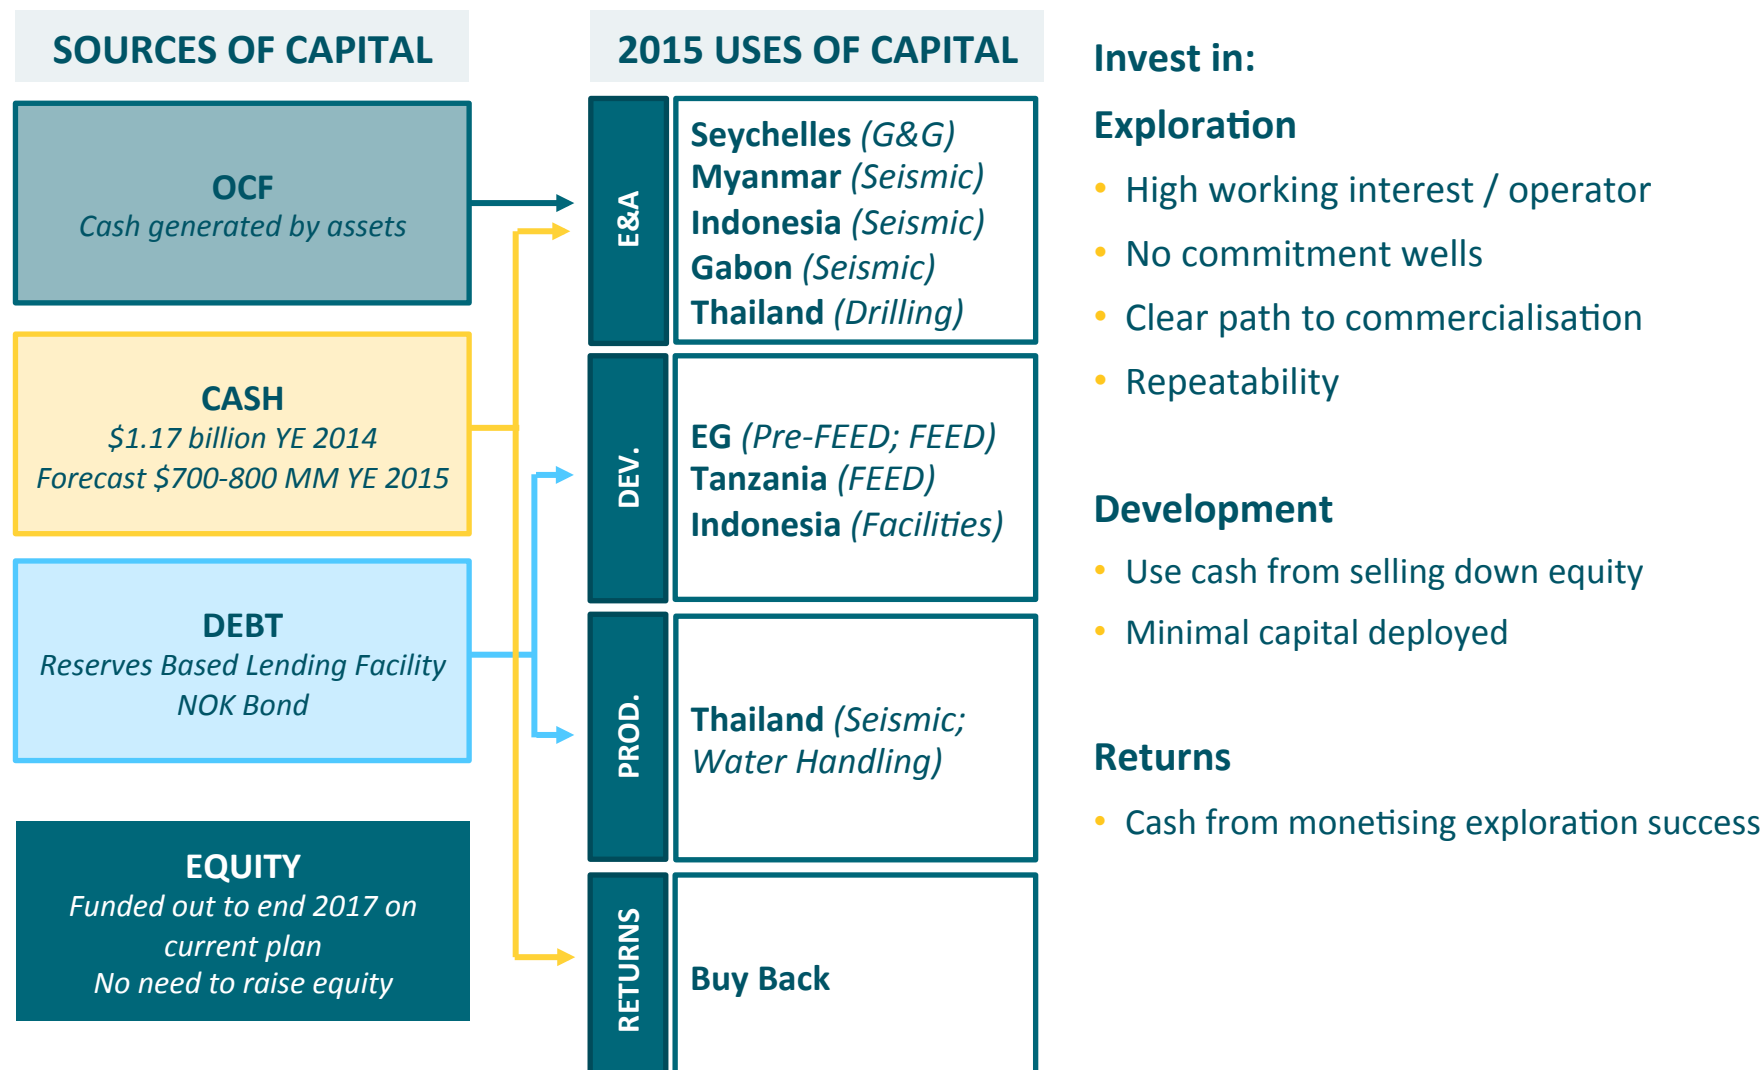 SOURCES OF CAPITAL
OCF
Cash generated by assets
CASH
$1.17 billion YE 2014
Forecast $700-800 MM YE 2015
DEBT
Reserves Based Lending Facility
NOK Bond
EQUITY
Funded out to end 2017 on
current plan
No need to raise equity
2015 USES OF CAPITAL
E&A
Seychelles (G&G)
Myanmar (Seismic)
Indonesia (Seismic)
Gabon (Seismic)
Thailand (Drilling)
DEV.
EG (Pre-FEED; FEED)
Tanzania (FEED)
Indonesia (Facilities)
PROD.
Thailand (Seismic;
Water Handling)
RETURNS
Buy Back
Invest in:
Exploration
• High working interest / operator
• No commitment wells
• Clear path to commercialisation
• Repeatability
Development
• Use cash from selling down equity
• Minimal capital deployed
Returns
• Cash from monetising exploration success